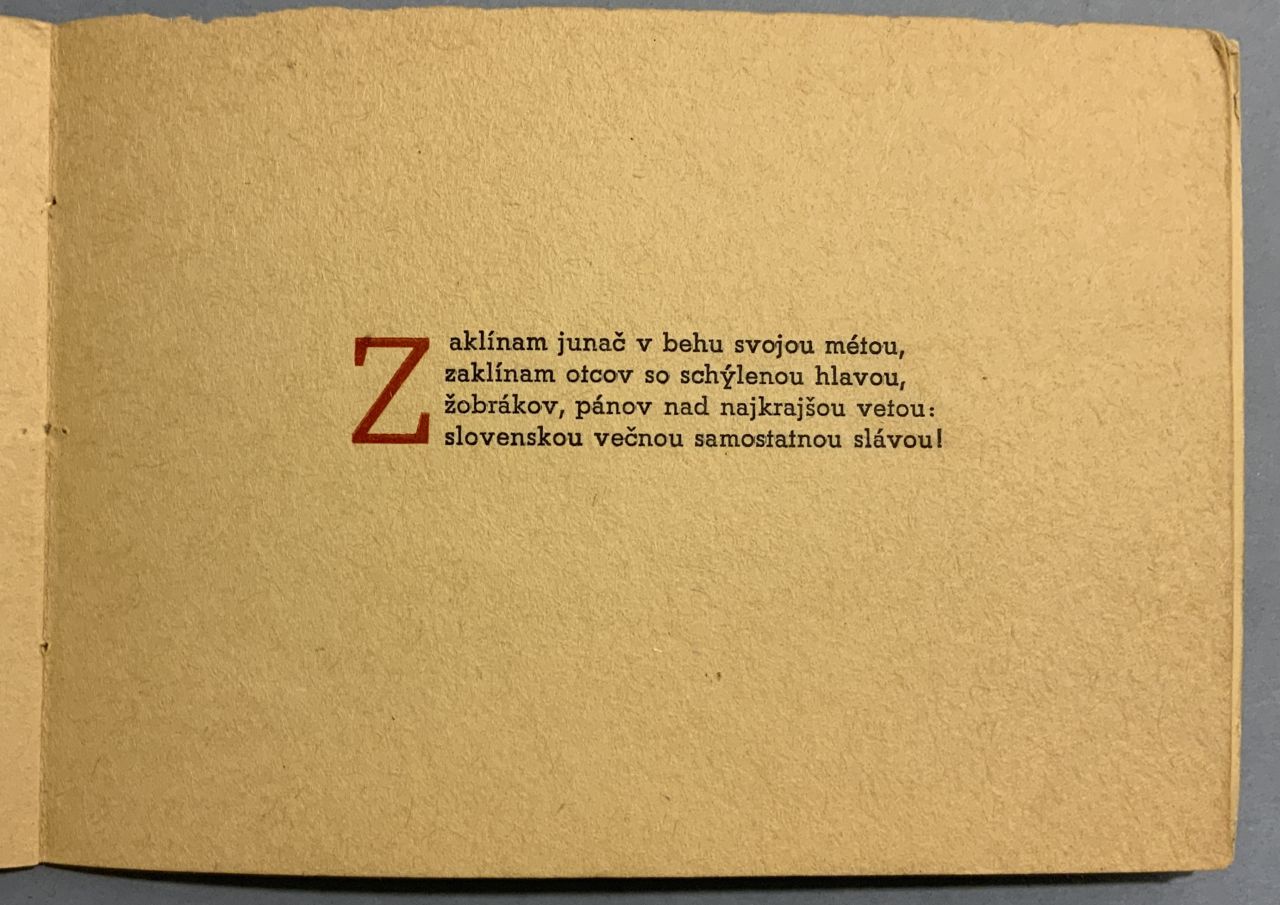 Zaklínam junač v behu svojou métou,
zaklínam otcov so schýlenou hlavou,
žobrákov, pánov nad najkrajšou vetou:
slovenskou večnou samostatnou slávou!